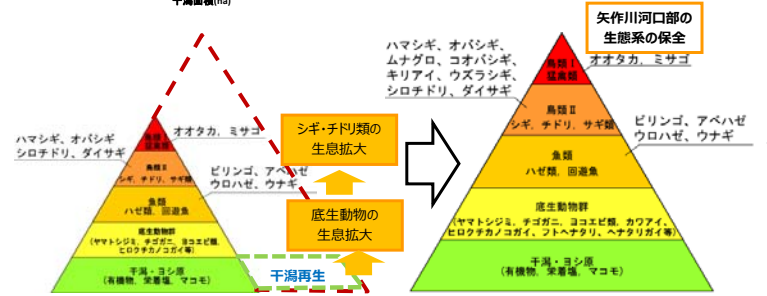 干潟面積(ha)
ハマシギ、オバシギ
シロチドリ、ダイサギ
鳥類Ⅰ
猛禽類
オオタカ, ミサゴ
鳥類Ⅱ
シギ, チドリ, サギ類
ビリンゴ、アベハゼ
ウロハゼ、ウナギ
魚類
ハゼ類, 回遊魚
底生動物群
(ヤマトシジミ, チゴガニ, ヨコエビ類,
ヒロクチカノコガイ等)
干潟・ヨシ原
(有機物, 栄養塩, マコモ)
干潟再生
シギ・チドリ類の
生息拡大
底生動物の
生息拡大
矢作川河口部の
生態系の保全
ハマシギ、オバシギ、
ムナグロ、コオバシギ、
キリアイ、ウズラシギ、
シロチドリ、ダイサギ
鳥類Ⅰ
猛禽類
オオタカ, ミサゴ
鳥類Ⅱ
シギ, チドリ, サギ類
ビリンゴ、アベハゼ
ウロハゼ、ウナギ
魚類
ハゼ類, 回遊魚
底生動物群
(ヤマトシジミ, チゴガニ, ヨコエビ類, カワアイ,
ヒロクチカノコガイ, フトヘナタリ, ヘナタリガイ等)
干潟・ヨシ原
(有機物, 栄養塩, マコモ)